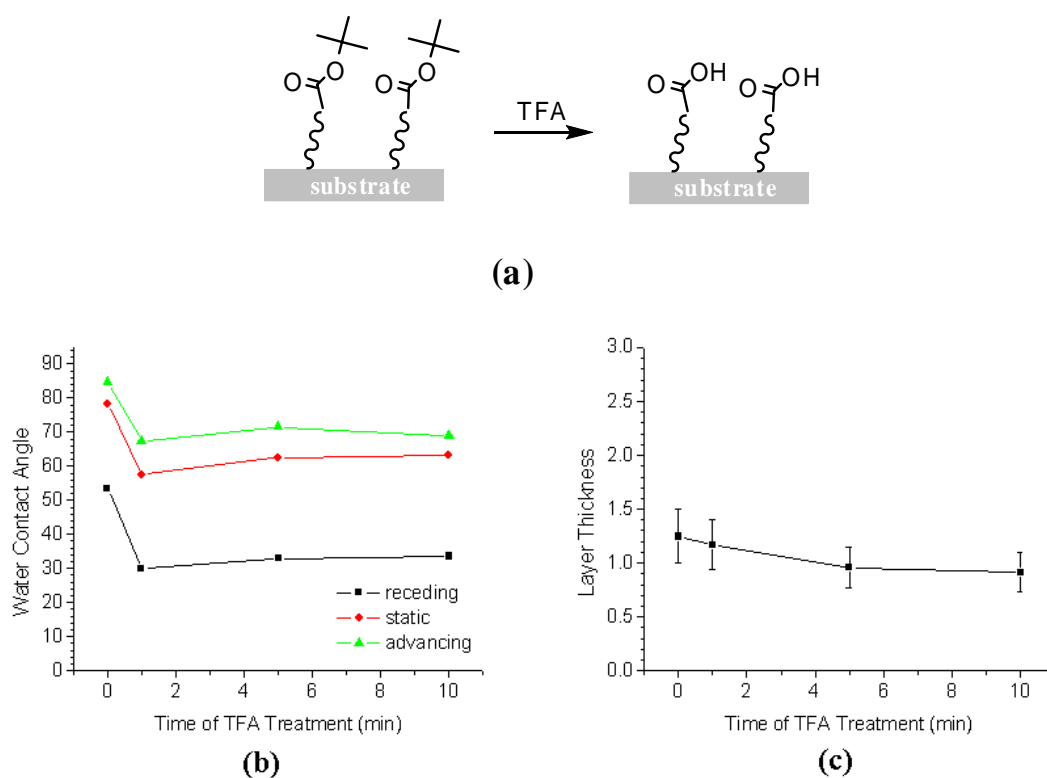 O O
O O
TFA
O OH
O OH
substrate
substrate
(a)
90
80
70
60
50
40
30
20
10
0
Water Contact Angle
receding
static
advancing
0 2 4 6 8 10
Time of TFA Treatment (min)
(b)
3.0
2.5
2.0
1.5
1.0
0.5
0.0
Layer Thickness
0 2 4 6 8 10
Time of TFA Treatment (min)
(c)